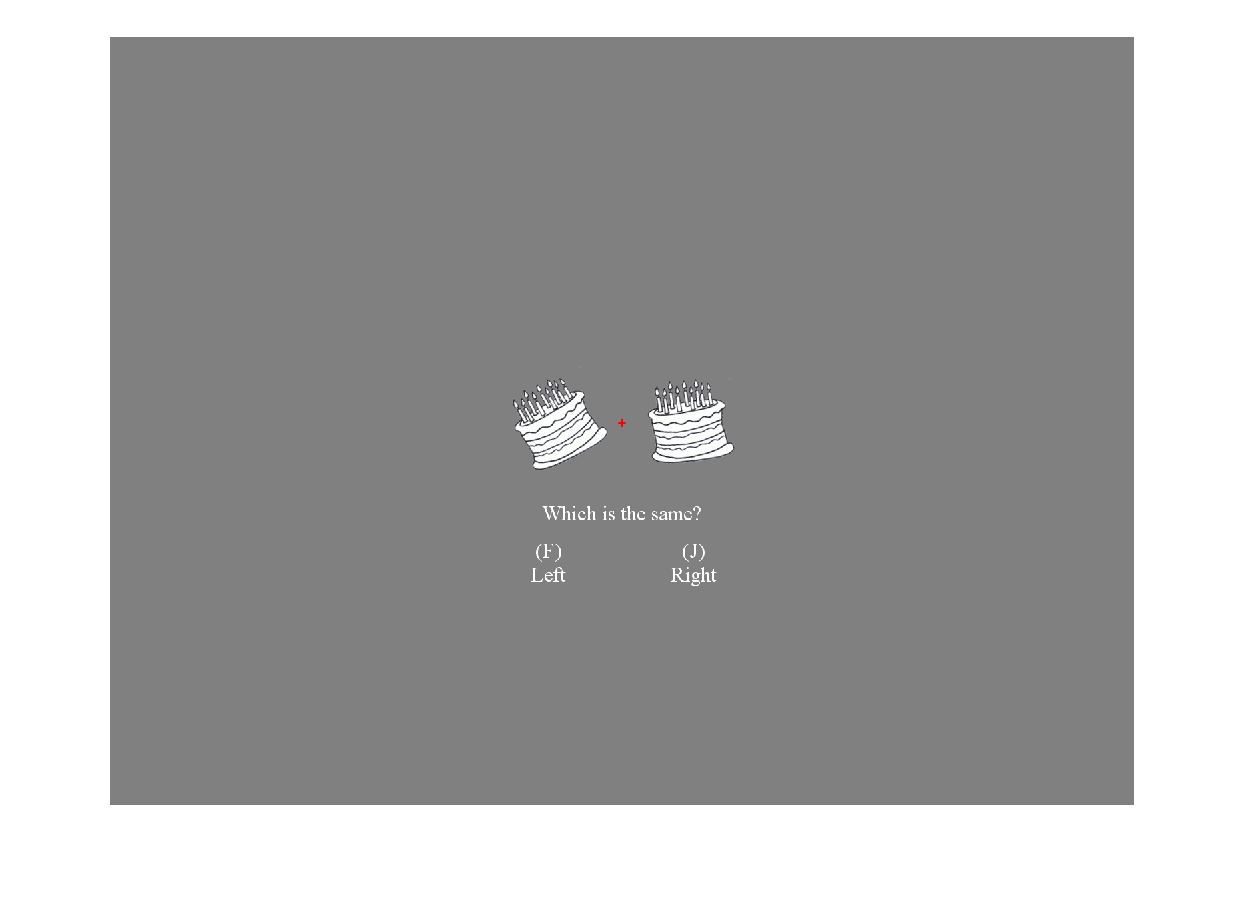 Which is the same?
(F) (J)
Left Right